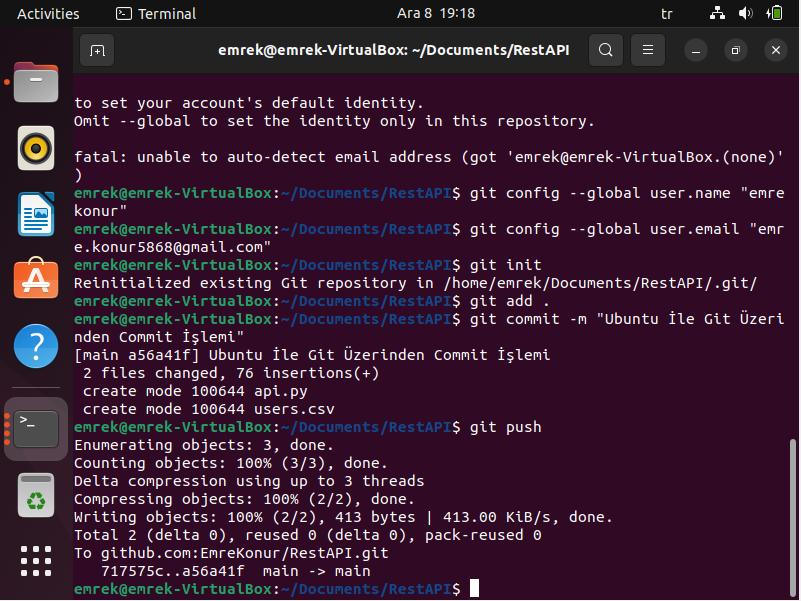 Activities
Terminal
Ara 8 19:18
tr
emrek@emrek-VirtualBox: ~/Documents/RestAPI
to set your account's default identity.
Omit --global to set the identity only in this repository.
fatal: unable to auto-detect email address (got 'emrek@emrek-VirtualBox.(none)'
)
emrek@emrek-VirtualBox:~/Documents/RestAPI$ git config --global user.name "emre
konur"
emrek@emrek-VirtualBox:~/Documents/RestAPI$ git config --global user.email "emr
e.konur5868@gmail.com"
emrek@emrek-VirtualBox:~/Documents/RestAPI$ git init
Reinitialized existing Git repository in /home/emrek/Documents/RestAPI/.git/
emrek@emrek-VirtualBox:~/Documents/RestAPI$ git add .
emrek@emrek-VirtualBox:~/Documents/RestAPI$ git commit -m "Ubuntu İle Git Üzeri
nden Commit İşlemi"
[main a56a41f] Ubuntu İle Git Üzerinden Commit İşlemi
 2 files changed, 76 insertions(+)
 create mode 100644 api.py
 create mode 100644 users.csv
emrek@emrek-VirtualBox:~/Documents/RestAPI$ git push
Enumerating objects: 3, done.
Counting objects: 100% (3/3), done.
Delta compression using up to 3 threads
Compressing objects: 100% (2/2), done.
Writing objects: 100% (2/2), 413 bytes | 413.00 KiB/s, done.
Total 2 (delta 0), reused 0 (delta 0), pack-reused 0
To github.com:EmreKonur/RestAPI.git
   717575c..a56a41f  main -> main
emrek@emrek-VirtualBox:~/Documents/RestAPI$